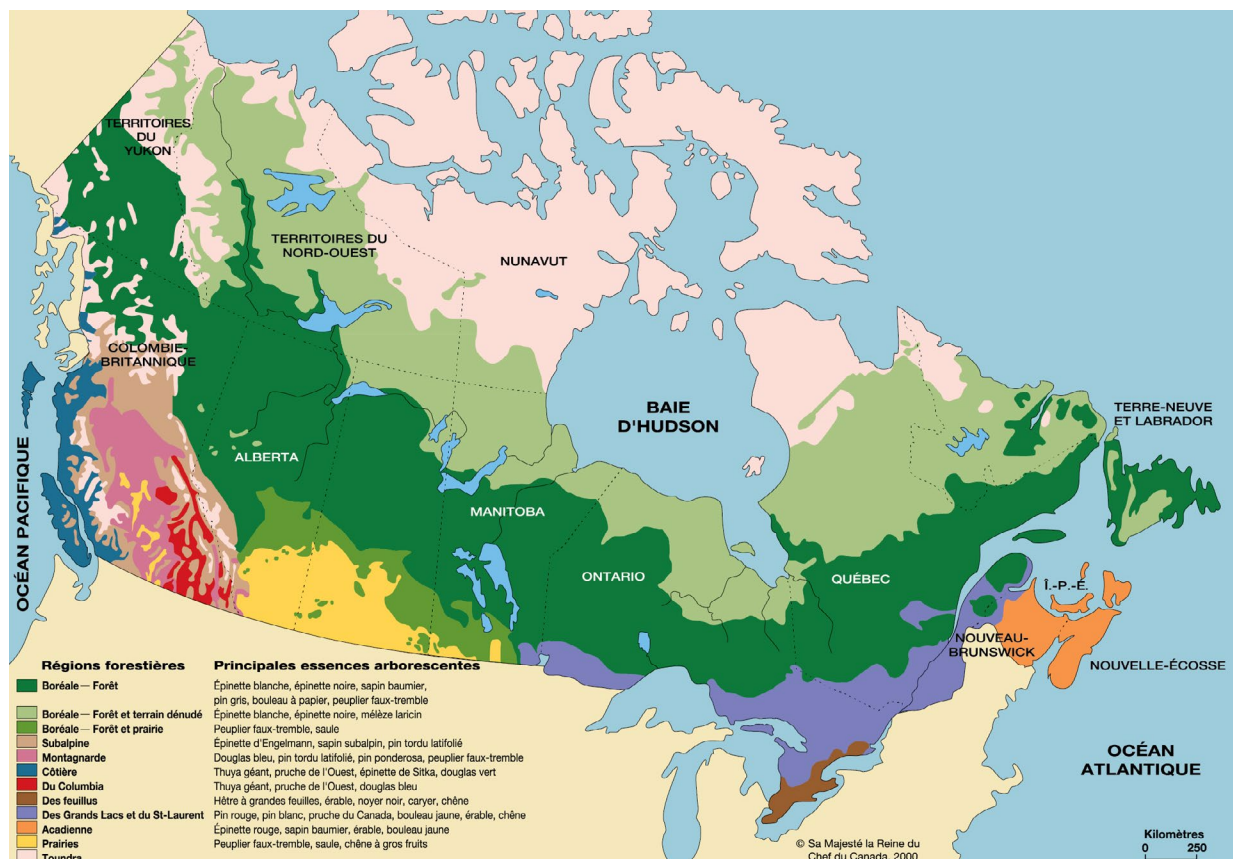 TERRITOIRES
DU
YUKON
TERRITOIRES DU
NORD-OUEST
NUNAVUT
COLOMBIE-
BRITANNIQUE
BAIE
D'HUDSON
TERRE-NEUVE
ET LABRADOR
OCÉAN PACIFIQUE
ALBERTA
MANITOBA
ONTARIO
QUÉBEC
Î.-P.-É.
NOUVEAU-
BRUNSWICK
NOUVELLE-ÉCOSSE
OCÉAN
ATLANTIQUE
Régions forestières Principales essences arborescentes
Boréale — Forêt Épinette blanche, épinette noire, sapin baumier,
pin gris, bouleau à papier, peuplier faux-tremble
Boréale — Forêt et terrain dénudé Épinette blanche, épinette noire, mélèze laricin
Boréale — Forêt et prairie Peuplier faux-tremble, saule
Subalpine Épinette d'Engelmann, sapin subalpin, pin tordu latifolié
Montagnarde Douglas bleu, pin tordu latifolié, pin ponderosa, peuplier faux-tremble
Côtière Thuya géant, pruche de l'Ouest, épinette de Sitka, douglas vert
Du Columbia Thuya géant, pruche de l'Ouest, douglas bleu
Des feuillus Hêtre à grandes feuilles, érable, noyer noir, caryer, chêne
Des Grands Lacs et du St-Laurent Pin rouge, pin blanc, pruche du Canada, bouleau jaune, érable, chêne
Acadienne Épinette rouge, sapin baumier, érable, bouleau jaune
Prairies Peuplier faux-tremble, saule, chêne à gros fruits
Toundra
© Sa Majesté la Reine du
Chef du Canada, 2000
Kilomètres
0 250